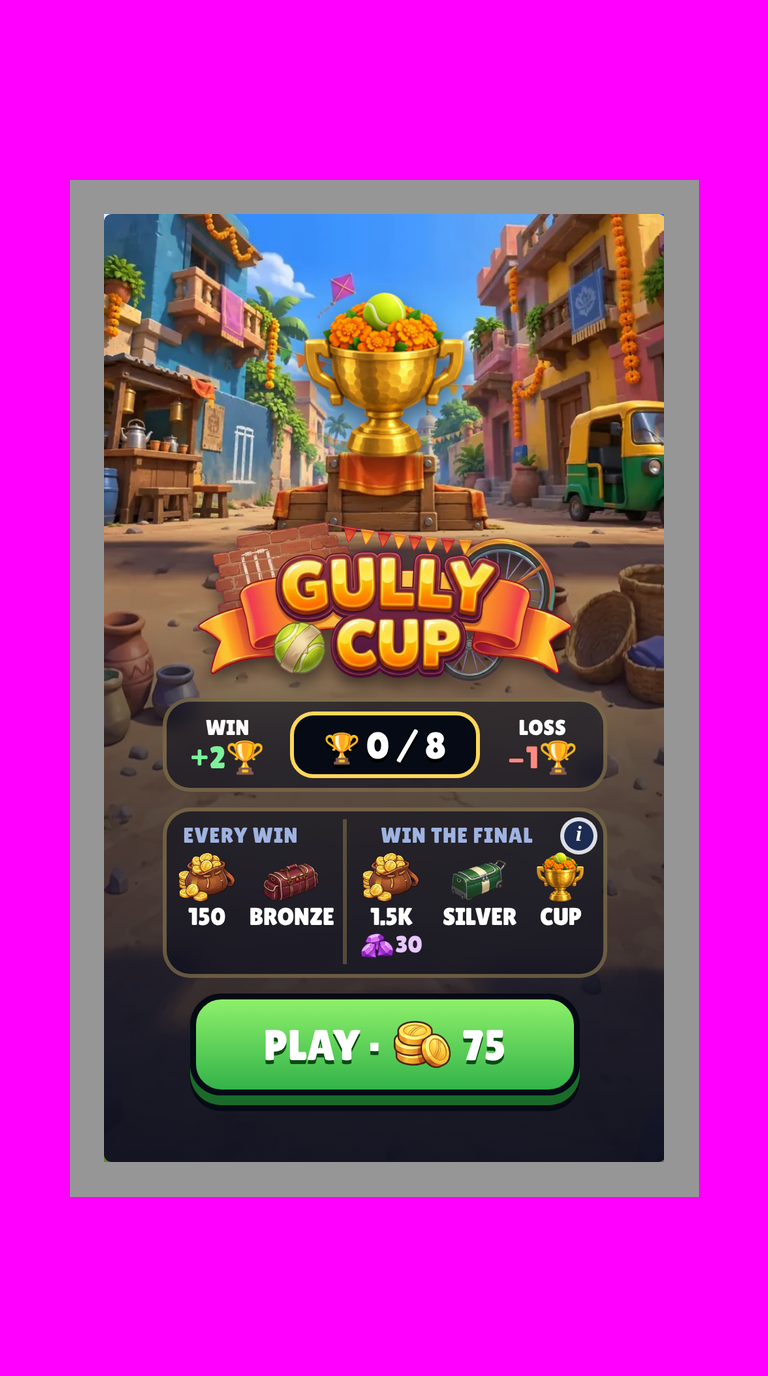 GULLY
CUP
WIN
+2
0 / 8
LOSS
-1
EVERY WIN
150
BRONZE
WIN THE FINAL
i
1.5K
30
SILVER
CUP
PLAY · 75